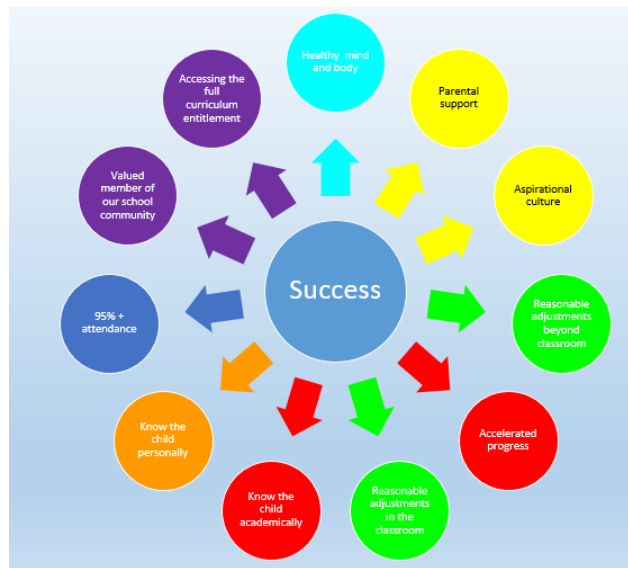 Healthy mind
and body
Parental
support
Aspirational
culture
Reasonable
adjustments
beyond
classroom
Accelerated
progress
Reasonable
adjustments
in the
classroom
Know the
child
academically
Know the
child
personally
95% +
attendance
Valued
member of
our school
community
Accessing the
full
curriculum
entitlement
Success